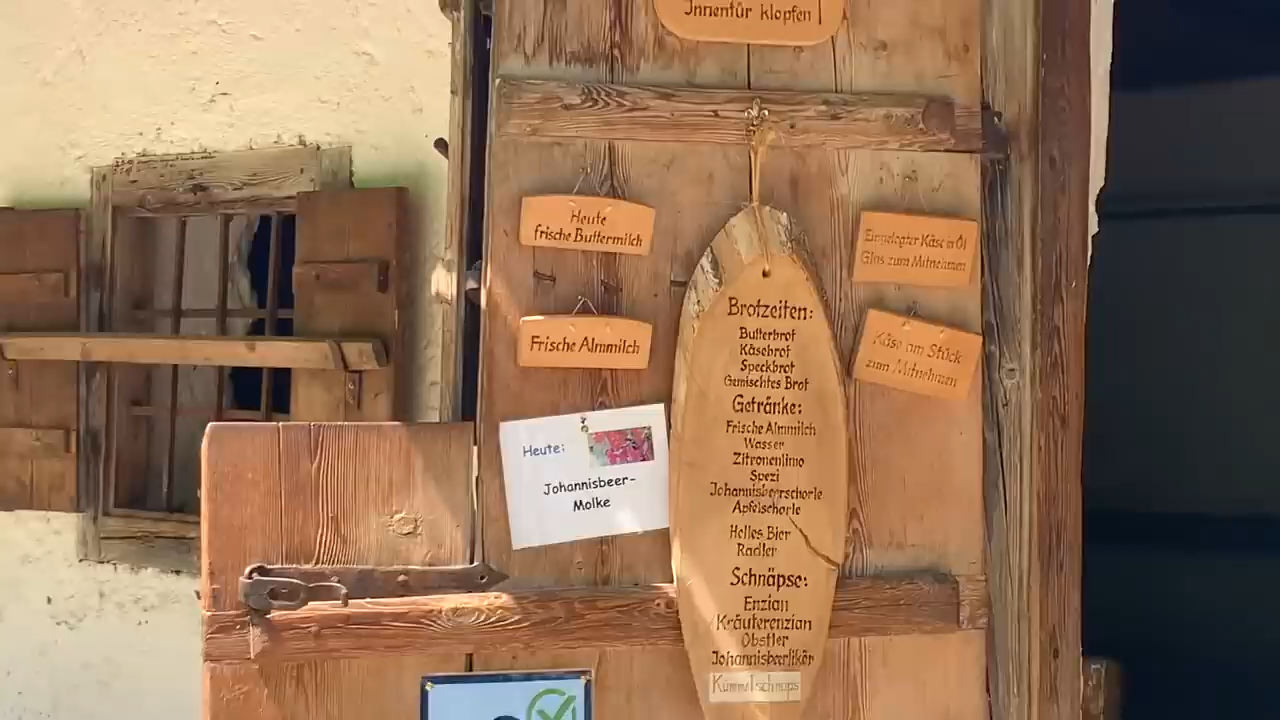 Innentür klopfen!
Heute
frische Buttermilch
Frische Almmilch
Heute:
Johannisbeer-
Molke
Brotzeiten:
Butterbrot
Käsebrot
Speckbrot
Gemischtes Brot
Getränke:
Frische Almmilch
Wasser
Zitronenlimo
Spezi
Johannisbeerschorle
Apfelschorle
Helles Bier
Radler
Schnäpse:
Enzian
Kräuterenzian
Obstler
Johannisbeerlikör
Kümmelschnaps
Eingelegter Käse in Öl
Glas zum Mitnehmen
Käse am Stück
zum Mitnehmen